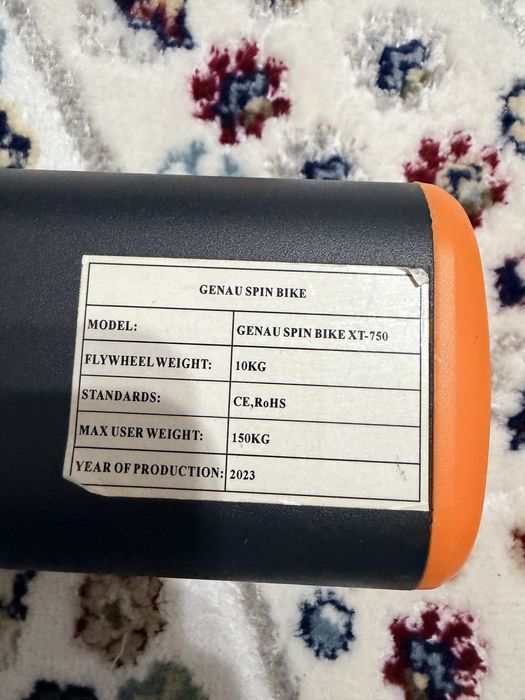 GENAU SPIN BIKE
MODEL: GENAU SPIN BIKE XT-750
FLYWHEEL WEIGHT: 10KG
STANDARDS: CE,RoHS
MAX USER WEIGHT: 150KG
YEAR OF PRODUCTION: 2023